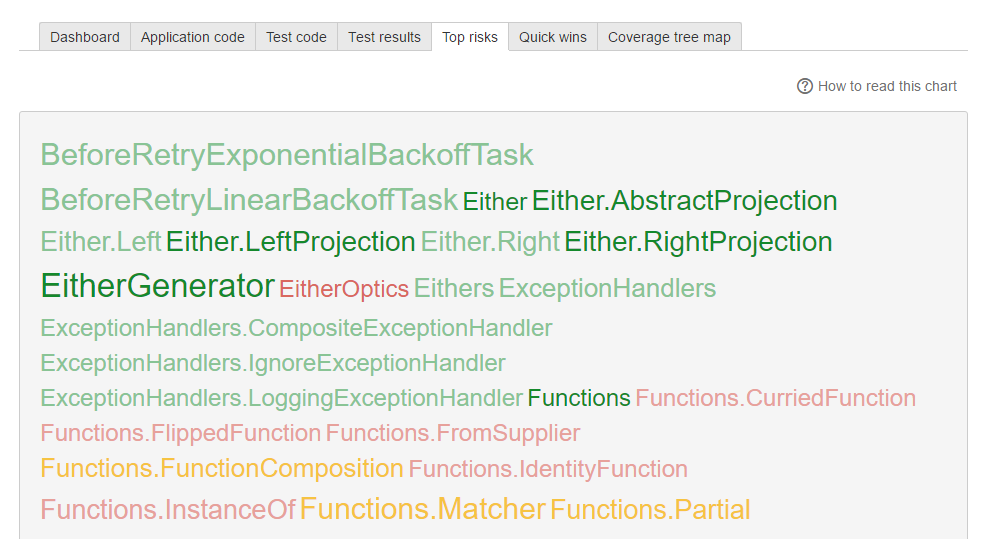 Dashboard Application code Test code Test results Top risks Quick wins Coverage tree map
? How to read this chart
BeforeRetryExponentialBackoffTask
BeforeRetryLinearBackoffTask Either Either.AbstractProjection
Either.Left Either.LeftProjection Either.Right Either.RightProjection
EitherGenerator EitherOptics Eithers ExceptionHandlers
ExceptionHandlers.CompositeExceptionHandler
ExceptionHandlers.IgnoreExceptionHandler
ExceptionHandlers.LoggingExceptionHandler Functions Functions.CurriedFunction
Functions.FlippedFunction Functions.FromSupplier
Functions.FunctionComposition Functions.IdentityFunction
Functions.InstanceOf Functions.Matcher Functions.Partial